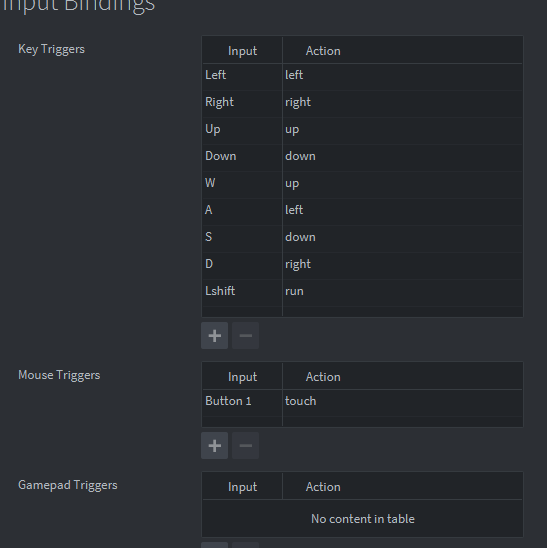 Input Bindings
Key Triggers
Input Action
Left left
Right right
Up up
Down down
W up
A left
S down
D right
Lshift run
+ −
Mouse Triggers
Input Action
Button 1 touch
+ −
Gamepad Triggers
Input Action
No content in table